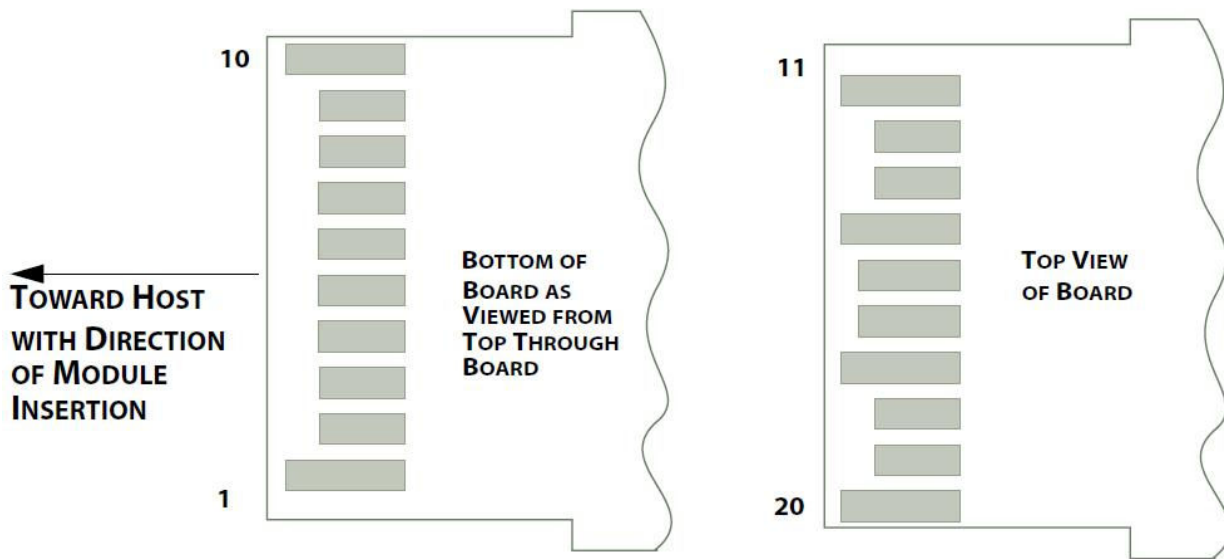 10
1
TOWARD HOST
WITH DIRECTION
OF MODULE
INSERTION
BOTTOM OF
BOARD AS
VIEWED FROM
TOP THROUGH
BOARD
11
20
TOP VIEW
OF BOARD